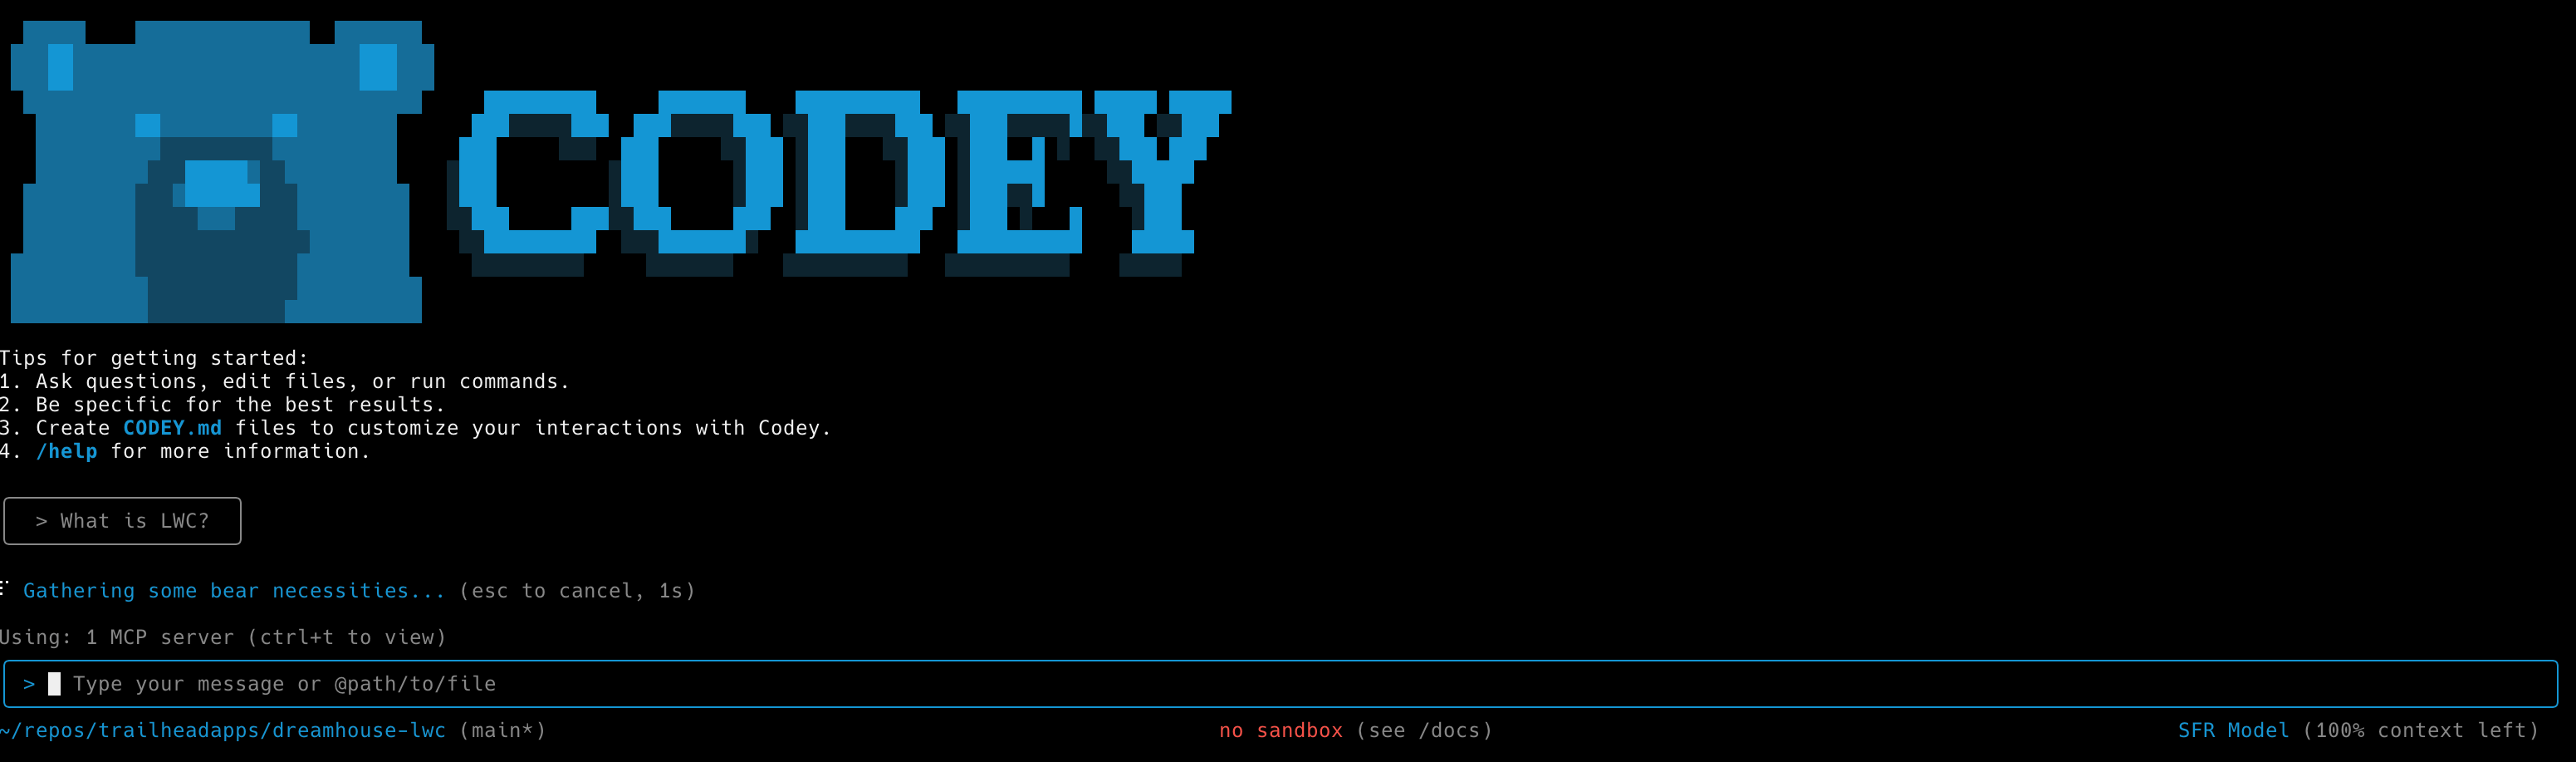 CODEY
Tips for getting started:
1. Ask questions, edit files, or run commands.
2. Be specific for the best results.
3. Create CODEY.md files to customize your interactions with Codey.
4. /help for more information.
> What is LWC?
Gathering some bear necessities... (esc to cancel, 1s)
Using: 1 MCP server (ctrl+t to view)
> Type your message or @path/to/file
~/repos/trailheadapps/dreamhouse-lwc (main*) no sandbox (see /docs) SFR Model (100% context left)